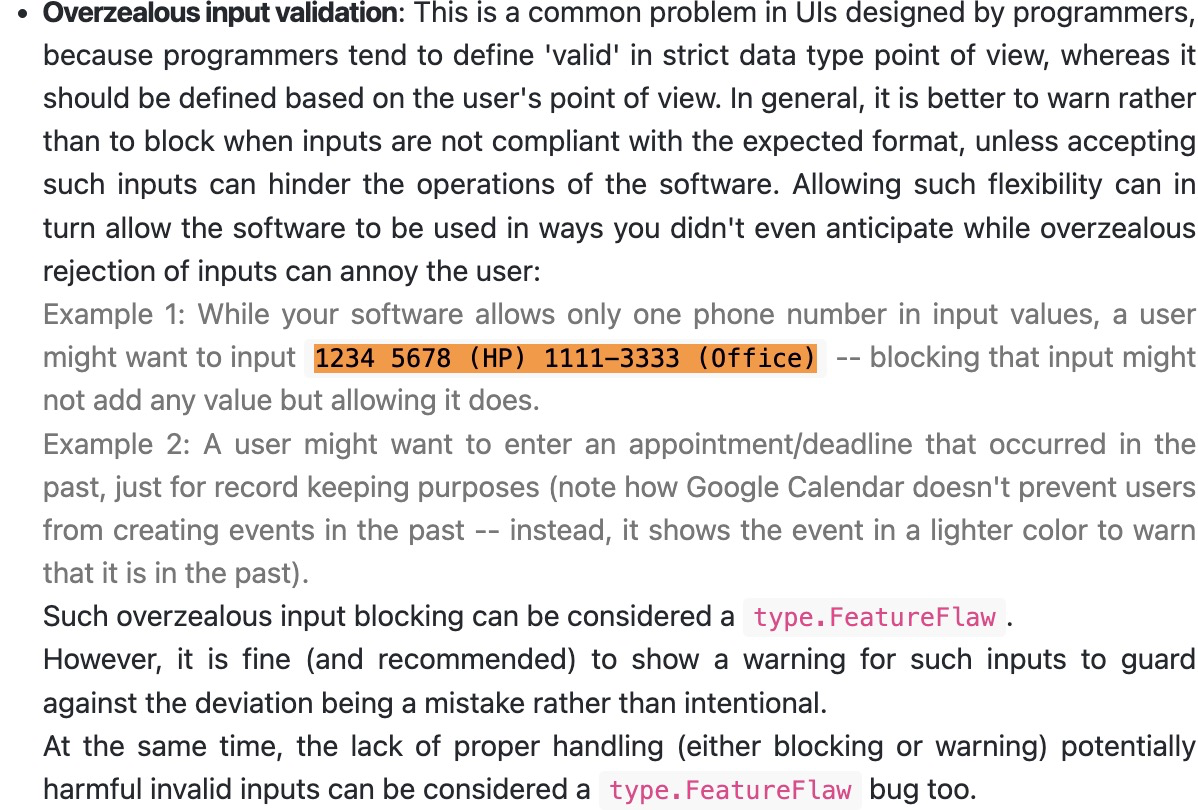 • Overzealous input validation: This is a common problem in UIs designed by programmers,
because programmers tend to define 'valid' in strict data type point of view, whereas it
should be defined based on the user's point of view. In general, it is better to warn rather
than to block when inputs are not compliant with the expected format, unless accepting
such inputs can hinder the operations of the software. Allowing such flexibility can in
turn allow the software to be used in ways you didn't even anticipate while overzealous
rejection of inputs can annoy the user:
Example 1: While your software allows only one phone number in input values, a user
might want to input 1234 5678 (HP) 1111-3333 (Office) -- blocking that input might
not add any value but allowing it does.
Example 2: A user might want to enter an appointment/deadline that occurred in the
past, just for record keeping purposes (note how Google Calendar doesn't prevent users
from creating events in the past -- instead, it shows the event in a lighter color to warn
that it is in the past).
Such overzealous input blocking can be considered a type.FeatureFlaw.
However, it is fine (and recommended) to show a warning for such inputs to guard
against the deviation being a mistake rather than intentional.
At the same time, the lack of proper handling (either blocking or warning) potentially
harmful invalid inputs can be considered a type.FeatureFlaw bug too.